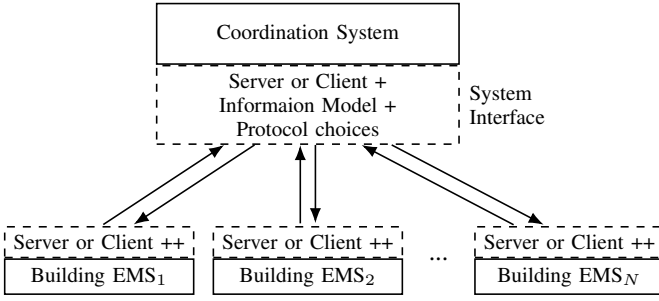 Coordination System
Server or Client +
Informaion Model +
Protocol choices
System
Interface
Server or Client ++
Server or Client ++
...
Server or Client ++
Building EMS₁
Building EMS₂
Building EMS_N